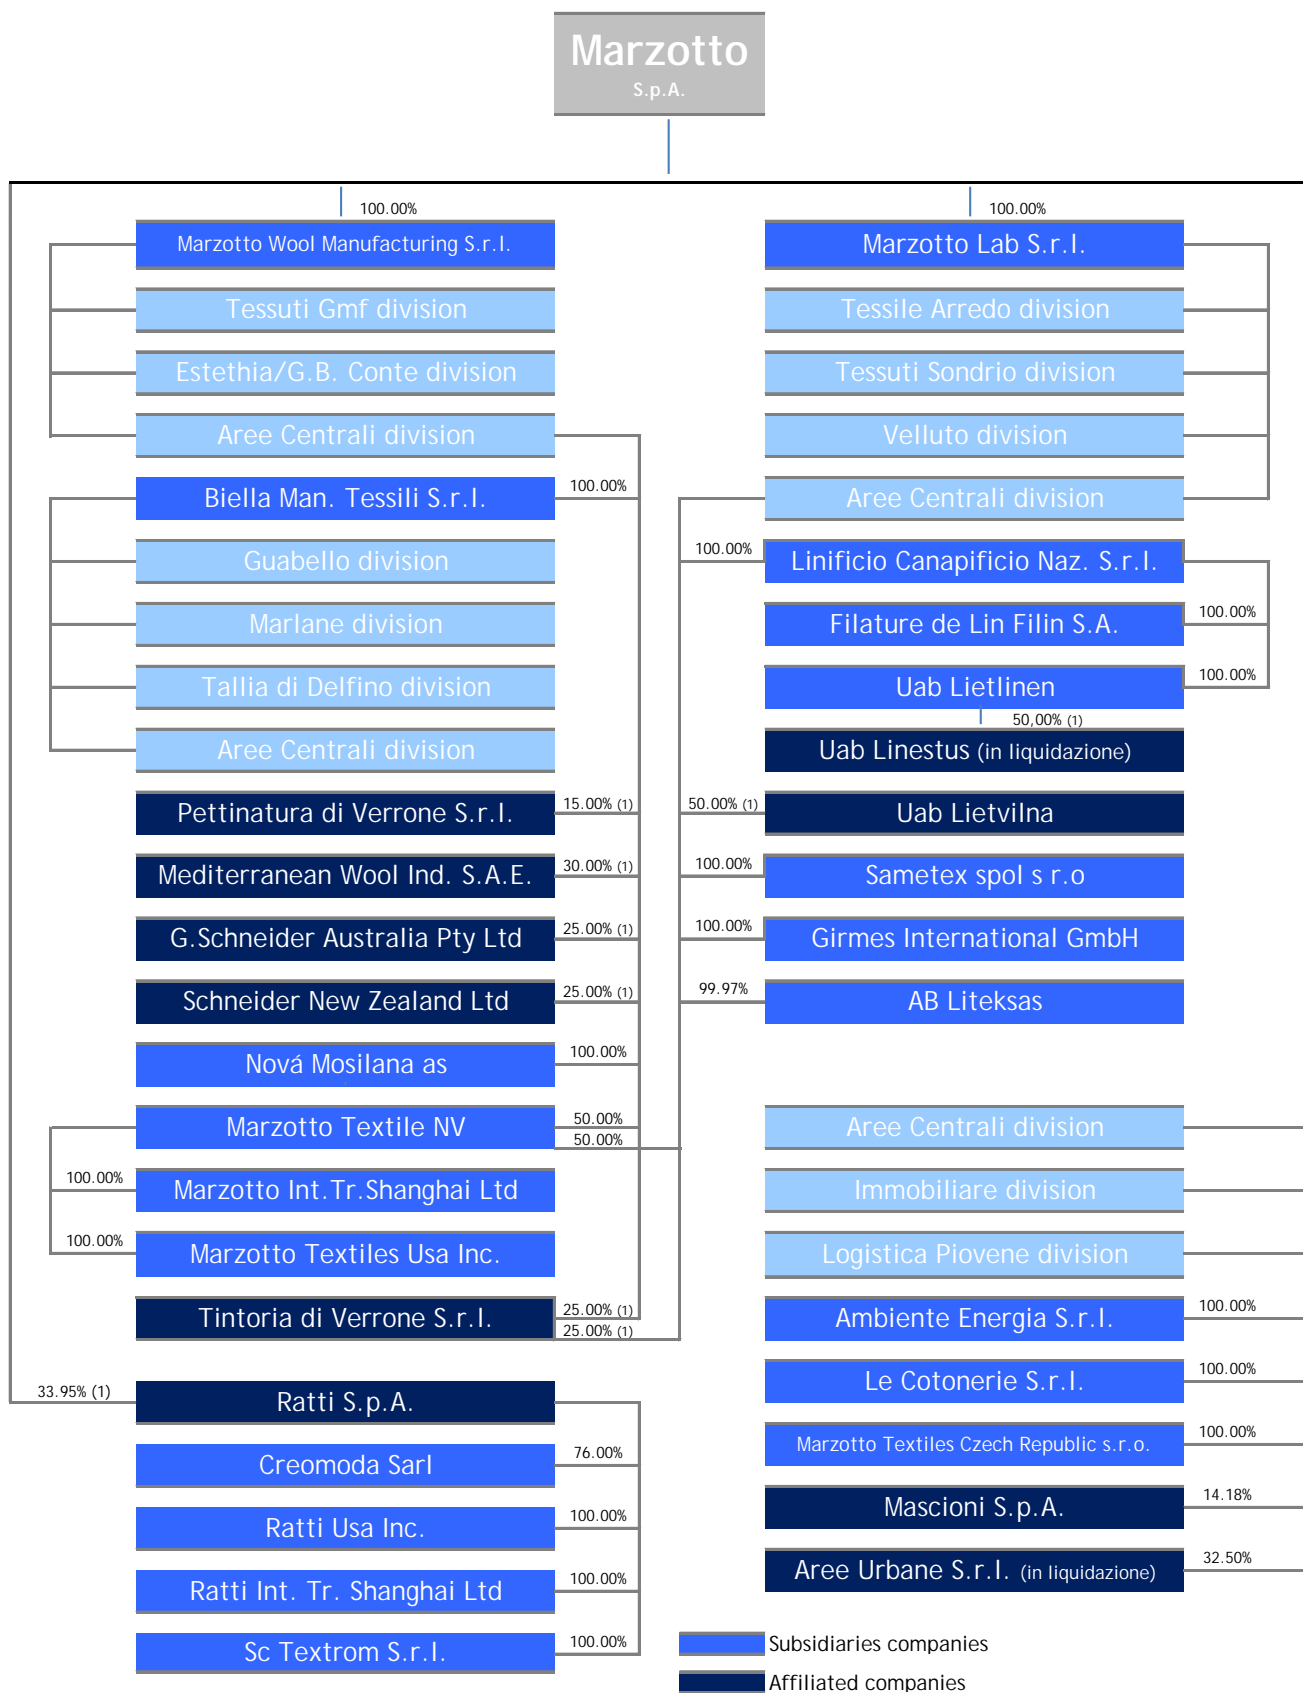 Marzotto
S.p.A.
100.00%
Marzotto Wool Manufacturing S.r.l.
Tessuti Gmf division
Estethia/G.B. Conte division
Aree Centrali division
Biella Man. Tessili S.r.l.
100.00%
Guabello division
Marlane division
Tallia di Delfino division
Aree Centrali division
Pettinatura di Verrone S.r.l.
15.00% (1)
Mediterranean Wool Ind. S.A.E.
30.00% (1)
G.Schneider Australia Pty Ltd
25.00% (1)
Schneider New Zealand Ltd
25.00% (1)
Nová Mosilana as
100.00%
Marzotto Textile NV
50.00%
50.00%
100.00%
Marzotto Int.Tr.Shanghai Ltd
100.00%
Marzotto Textiles Usa Inc.
Tintoria di Verrone S.r.l.
25.00% (1)
25.00% (1)
33.95% (1)
Ratti S.p.A.
Creomoda Sarl
76.00%
Ratti Usa Inc.
100.00%
Ratti Int. Tr. Shanghai Ltd
100.00%
Sc Textrom S.r.l.
100.00%
100.00%
Marzotto Lab S.r.l.
Tessile Arredo division
Tessuti Sondrio division
Velluto division
Aree Centrali division
100.00%
Linificio Canapificio Naz. S.r.l.
Filature de Lin Filin S.A.
100.00%
Uab Lietlinen
100.00%
50,00% (1)
Uab Linestus (in liquidazione)
50.00% (1)
Uab Lietvilna
100.00%
Sametex spol s r.o
100.00%
Girmes International GmbH
99.97%
AB Liteksas
Aree Centrali division
Immobiliare division
Logistica Piovene division
Ambiente Energia S.r.l.
100.00%
Le Cotonerie S.r.l.
100.00%
Marzotto Textiles Czech Republic s.r.o.
100.00%
Mascioni S.p.A.
14.18%
Aree Urbane S.r.l. (in liquidazione)
32.50%
Subsidiaries companies
Affiliated companies